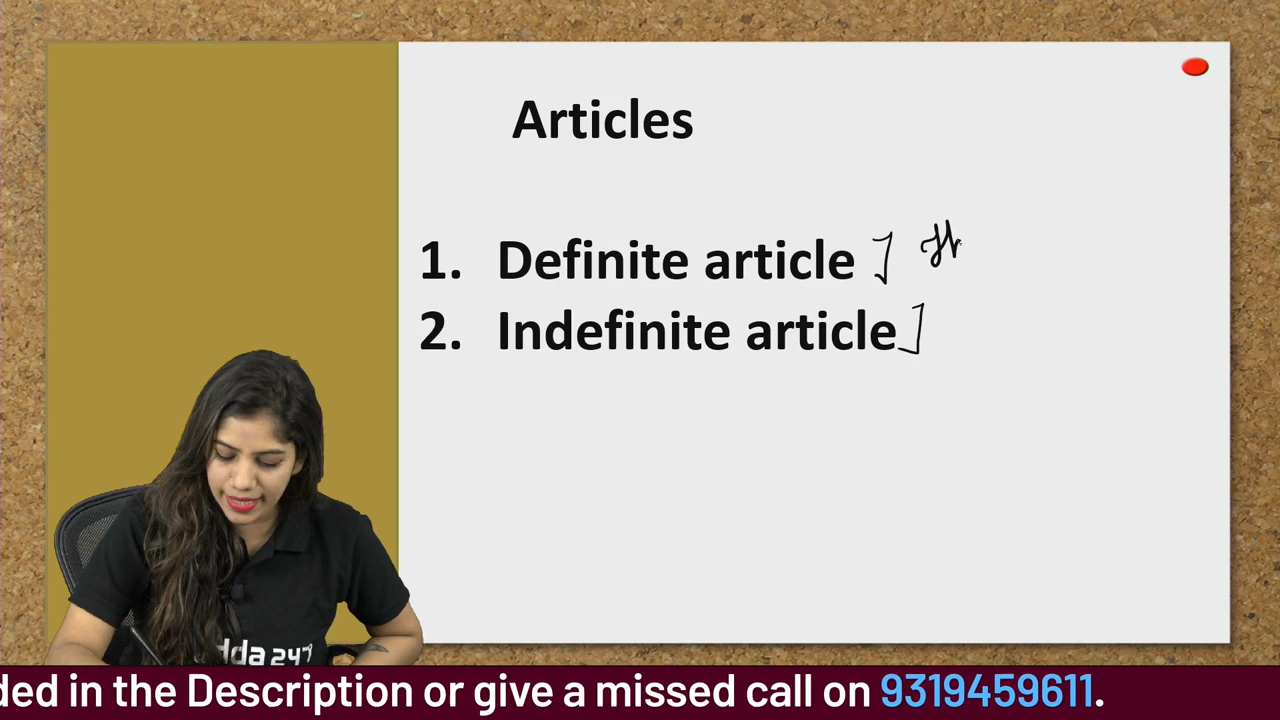 Articles
1. Definite article ] th
2. Indefinite article]
dda 247
ded in the Description or give a missed call on 9319459611.